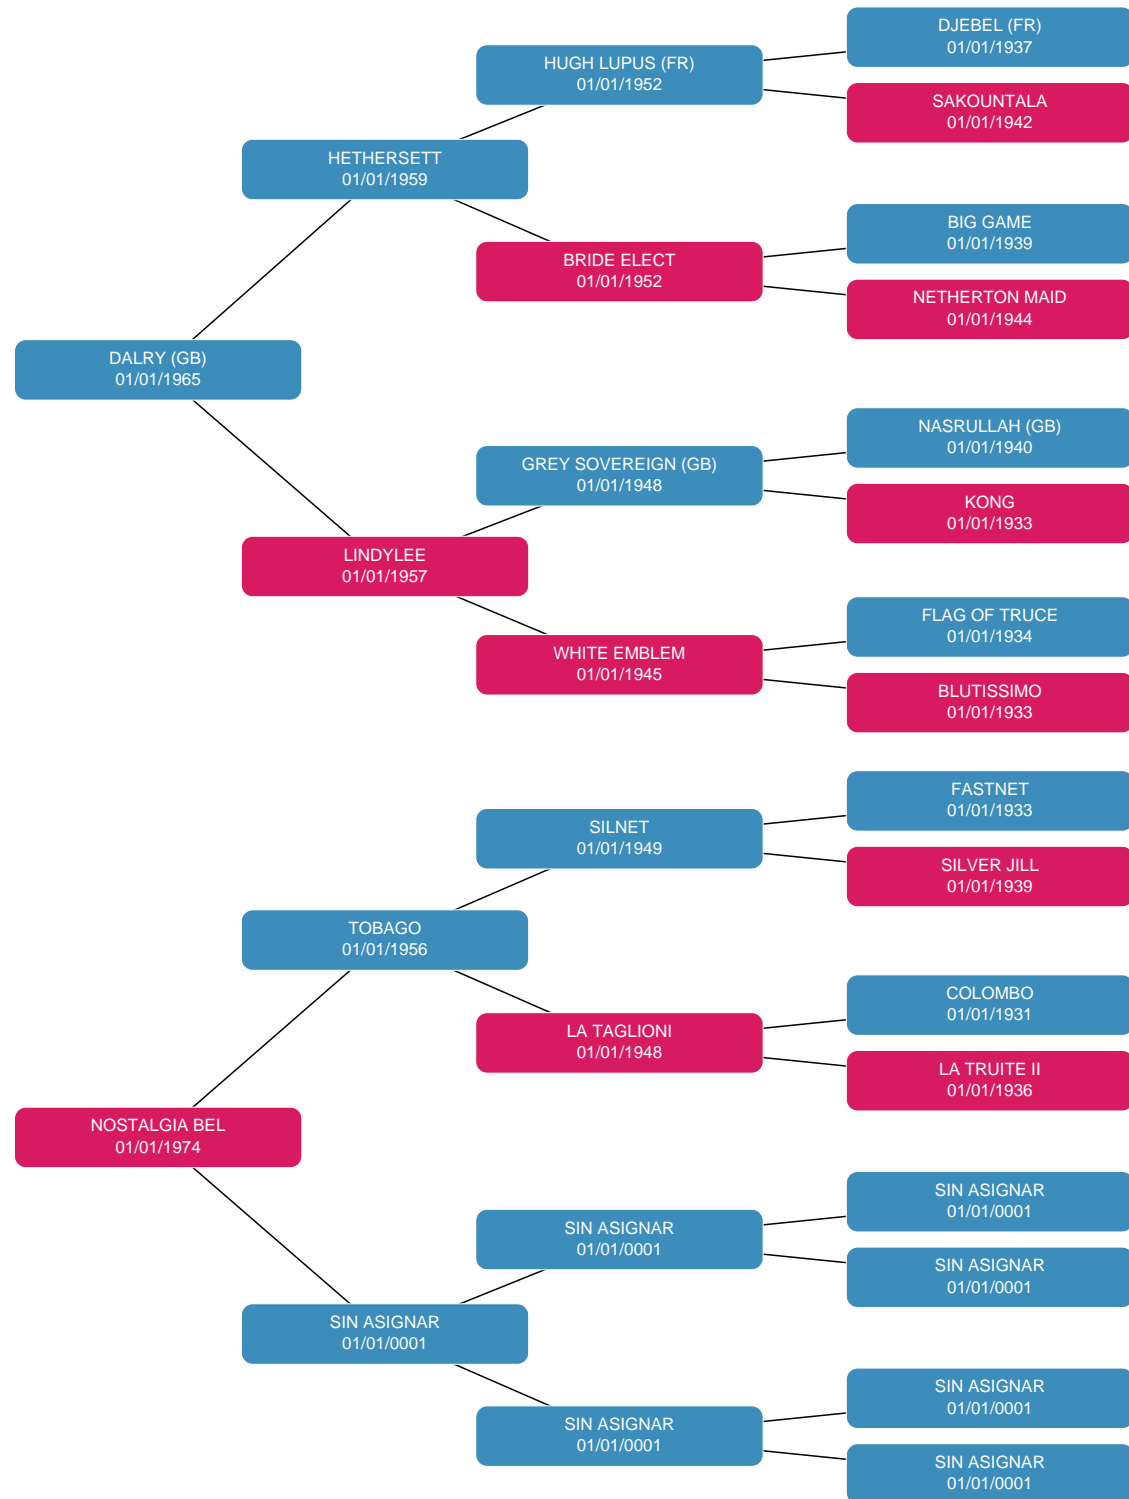 DJEBEL (FR)
01/01/1937
HUGH LUPUS (FR)
01/01/1952
SAKOUNTALA
01/01/1942
HETHERSETT
01/01/1959
BIG GAME
01/01/1939
BRIDE ELECT
01/01/1952
NETHERTON MAID
01/01/1944
DALRY (GB)
01/01/1965
NASRULLAH (GB)
01/01/1940
GREY SOVEREIGN (GB)
01/01/1948
KONG
01/01/1933
LINDYLEE
01/01/1957
FLAG OF TRUCE
01/01/1934
WHITE EMBLEM
01/01/1945
BLUTISSIMO
01/01/1933
FASTNET
01/01/1933
SILNET
01/01/1949
SILVER JILL
01/01/1939
TOBAGO
01/01/1956
COLOMBO
01/01/1931
LA TAGLIONI
01/01/1948
LA TRUITE II
01/01/1936
NOSTALGIA BEL
01/01/1974
SIN ASIGNAR
01/01/0001
SIN ASIGNAR
01/01/0001
SIN ASIGNAR
01/01/0001
SIN ASIGNAR
01/01/0001
SIN ASIGNAR
01/01/0001
SIN ASIGNAR
01/01/0001
SIN ASIGNAR
01/01/0001